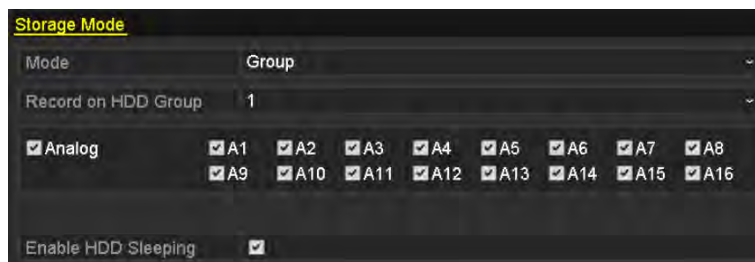 Storage Mode
Mode Group
Record on HDD Group 1
Analog A1 A2 A3 A4 A5 A6 A7 A8
A9 A10 A11 A12 A13 A14 A15 A16
Enable HDD Sleeping